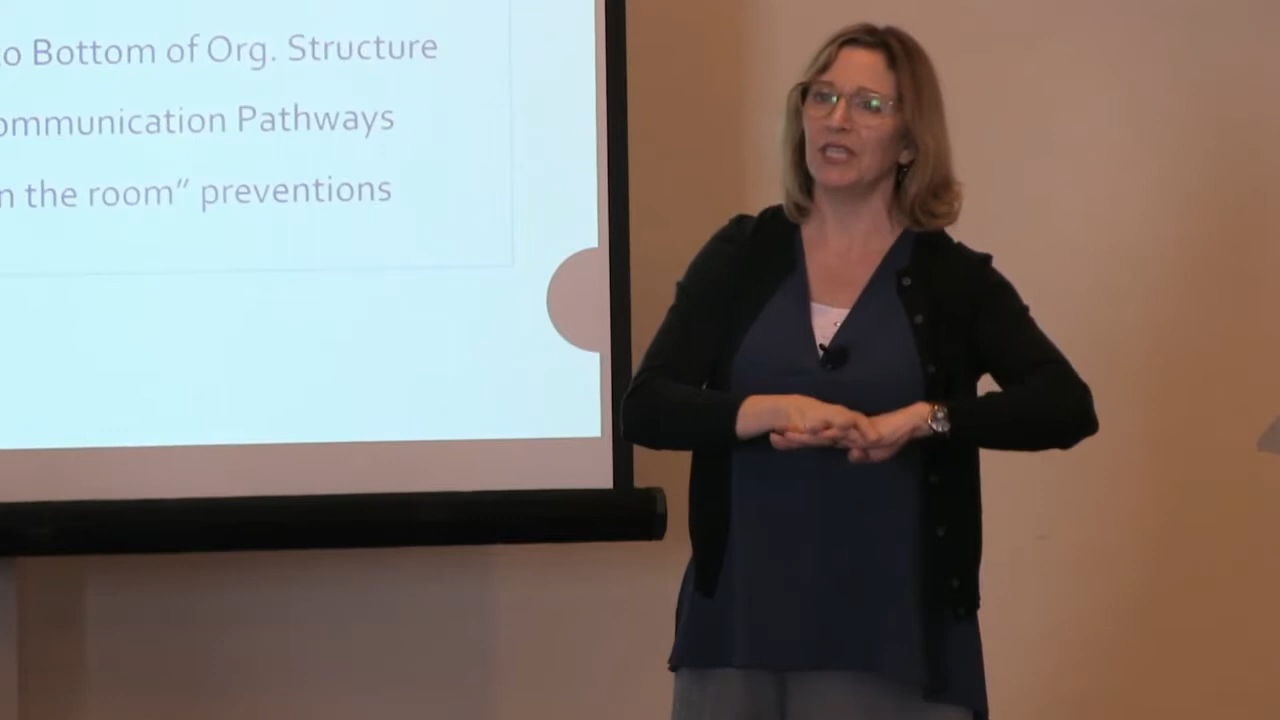 o Bottom of Org. Structure
ommunication Pathways
n the room” preventions